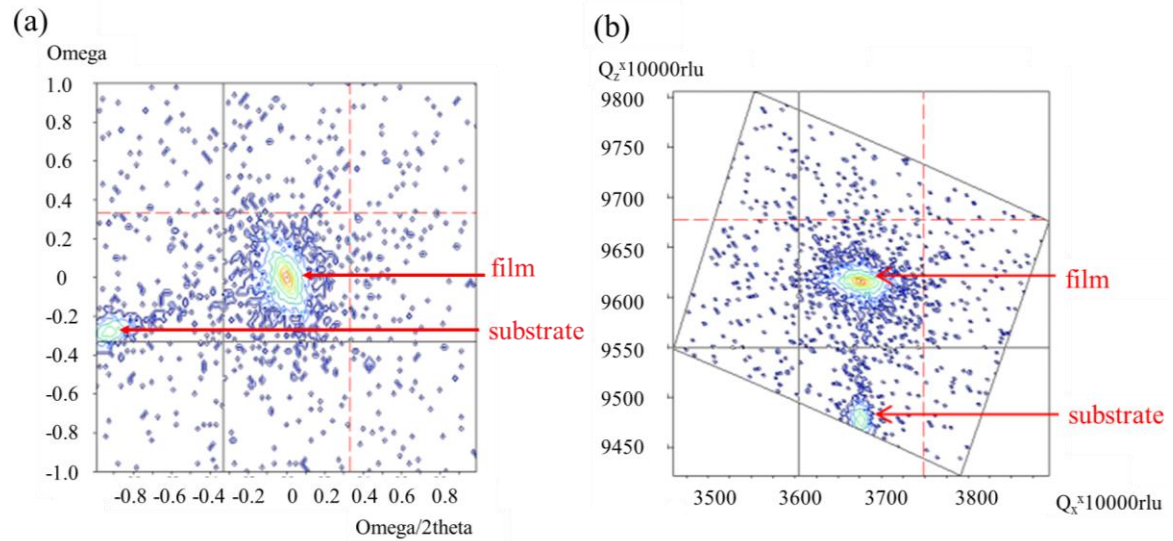 (a)
Omega
1.0
0.8
0.6
0.4
0.2
0
-0.2
-0.4
-0.6
-0.8
-1.0
-0.8 -0.6 -0.4 -0.2 0 0.2 0.4 0.6 0.8
Omega/2theta
film
substrate
(b)
Qzx10000rlu
9800
9750
9700
9650
9600
9550
9500
9450
3500 3600 3700 3800
Qxx10000rlu
film
substrate